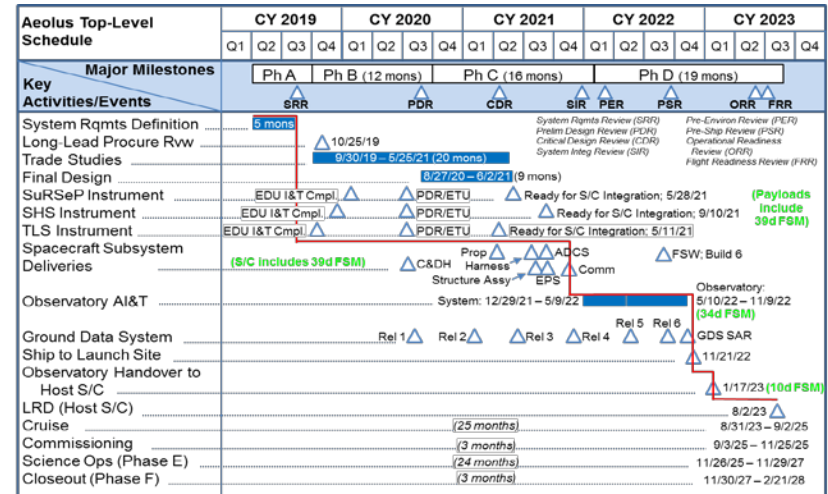 Aeolus Top-Level Schedule
CY 2019 CY 2020 CY 2021 CY 2022 CY 2023
Q1 Q2 Q3 Q4 Q1 Q2 Q3 Q4 Q1 Q2 Q3 Q4 Q1 Q2 Q3 Q4 Q1 Q2 Q3 Q4
Major Milestones
Key Activities/Events
Ph A Ph B (12 mons) Ph C (16 mons) Ph D (19 mons)
SRR PDR CDR SIR PER PSR ORR FRR
System Rqmts Review (SRR)
Prelim Design Review (PDR)
Critical Design Review (CDR)
System Integ Review (SIR)
Pre-Environ Review (PER)
Pre-Ship Review (PSR)
Operational Readiness
Review (ORR)
Flight Readiness Review (FRR)
System Rqmts Definition 5 mons
Long-Lead Procure Rvw 10/25/19
Trade Studies 9/30/19 – 5/25/21 (20 mons)
Final Design 8/27/20 – 6/2/21 (9 mons)
SuRSeP Instrument EDU I&T Cmpl. PDR/ETU Ready for S/C Integration; 5/28/21
SHS Instrument EDU I&T Cmpl. PDR/ETU Ready for S/C Integration; 9/10/21
TLS Instrument EDU I&T Cmpl. PDR/ETU Ready for S/C Integration; 5/11/21
(Payloads
include
39d FSM)
Spacecraft Subsystem
Deliveries
(S/C includes 39d FSM)
C&DH
Prop
Harness
Structure Assy
ADCS
EPS
Comm
FSW; Build 6
Observatory AI&T System: 12/29/21 – 5/9/22
Observatory:
5/10/22 – 11/9/22
(34d FSM)
Ground Data System Rel 1 Rel 2 Rel 3 Rel 4 Rel 5 Rel 6 GDS SAR
Ship to Launch Site 11/21/22
Observatory Handover to
Host S/C 1/17/23 (10d FSM)
LRD (Host S/C) 8/2/23
Cruise (25 months) 8/31/23 – 9/2/25
Commissioning (3 months) 9/3/25 – 11/25/25
Science Ops (Phase E) (24 months) 11/26/25 – 11/29/27
Closeout (Phase F) (3 months) 11/30/27 – 2/21/28